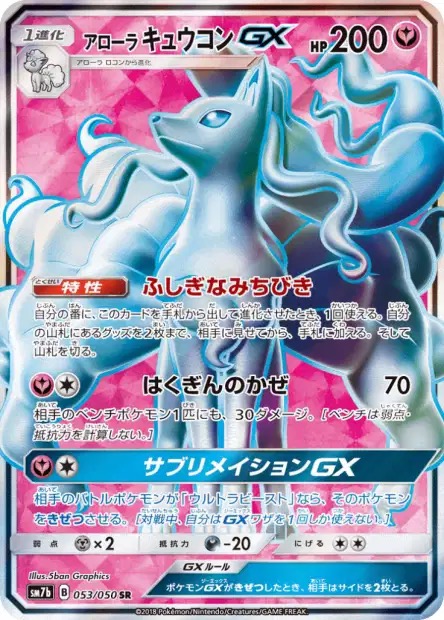 1進化 アローラ キュウコンGX HP200
アローラ ロコンから進化
とくせい
特性 ふしぎなみちびき
自分の番に、このカードを手札から出して進化させたとき、1回使える。自分
の山札にあるグッズを2枚まで、相手に見せてから、手札に加える。そして
山札を切る。
はくぎんのかぜ 70
相手のベンチポケモン1匹にも、30ダメージ。[ベンチは弱点・
抵抗力を計算しない。]
サブリメイションGX
相手のバトルポケモンが「ウルトラビースト」なら、そのポケモン
をきぜつさせる。[対戦中、自分はGXワザを1回しか使えない。]
弱点 ×2 抵抗力 -20 にげる
GXルール
ポケモンGXがきぜつしたとき、相手はサイドを2枚とる。
Illus. 5ban Graphics
sm7b B 053/050 SR
©2018 Pokémon/Nintendo/Creatures/GAME FREAK.